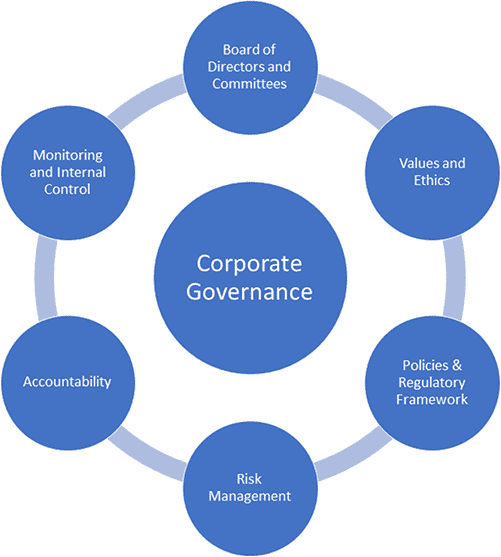 Board of
Directors and
Committees
Values and
Ethics
Policies &
Regulatory
Framework
Risk
Management
Accountability
Monitoring
and Internal
Control
Corporate
Governance